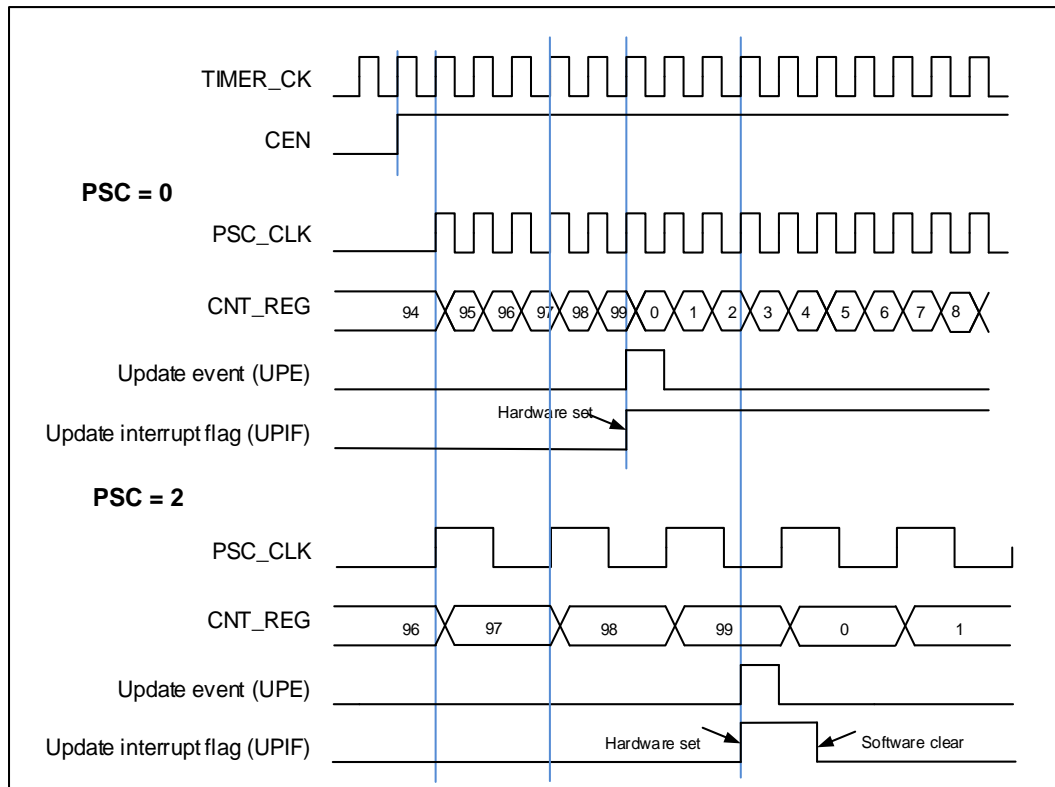 TIMER_CK
CEN
PSC = 0
PSC_CLK
CNT_REG 94 95 96 97 98 99 0 1 2 3 4 5 6 7 8
Update event (UPE)
Hardware set
Update interrupt flag (UPIF)
PSC = 2
PSC_CLK
CNT_REG 96 97 98 99 0 1
Update event (UPE)
Update interrupt flag (UPIF) Hardware set Software clear